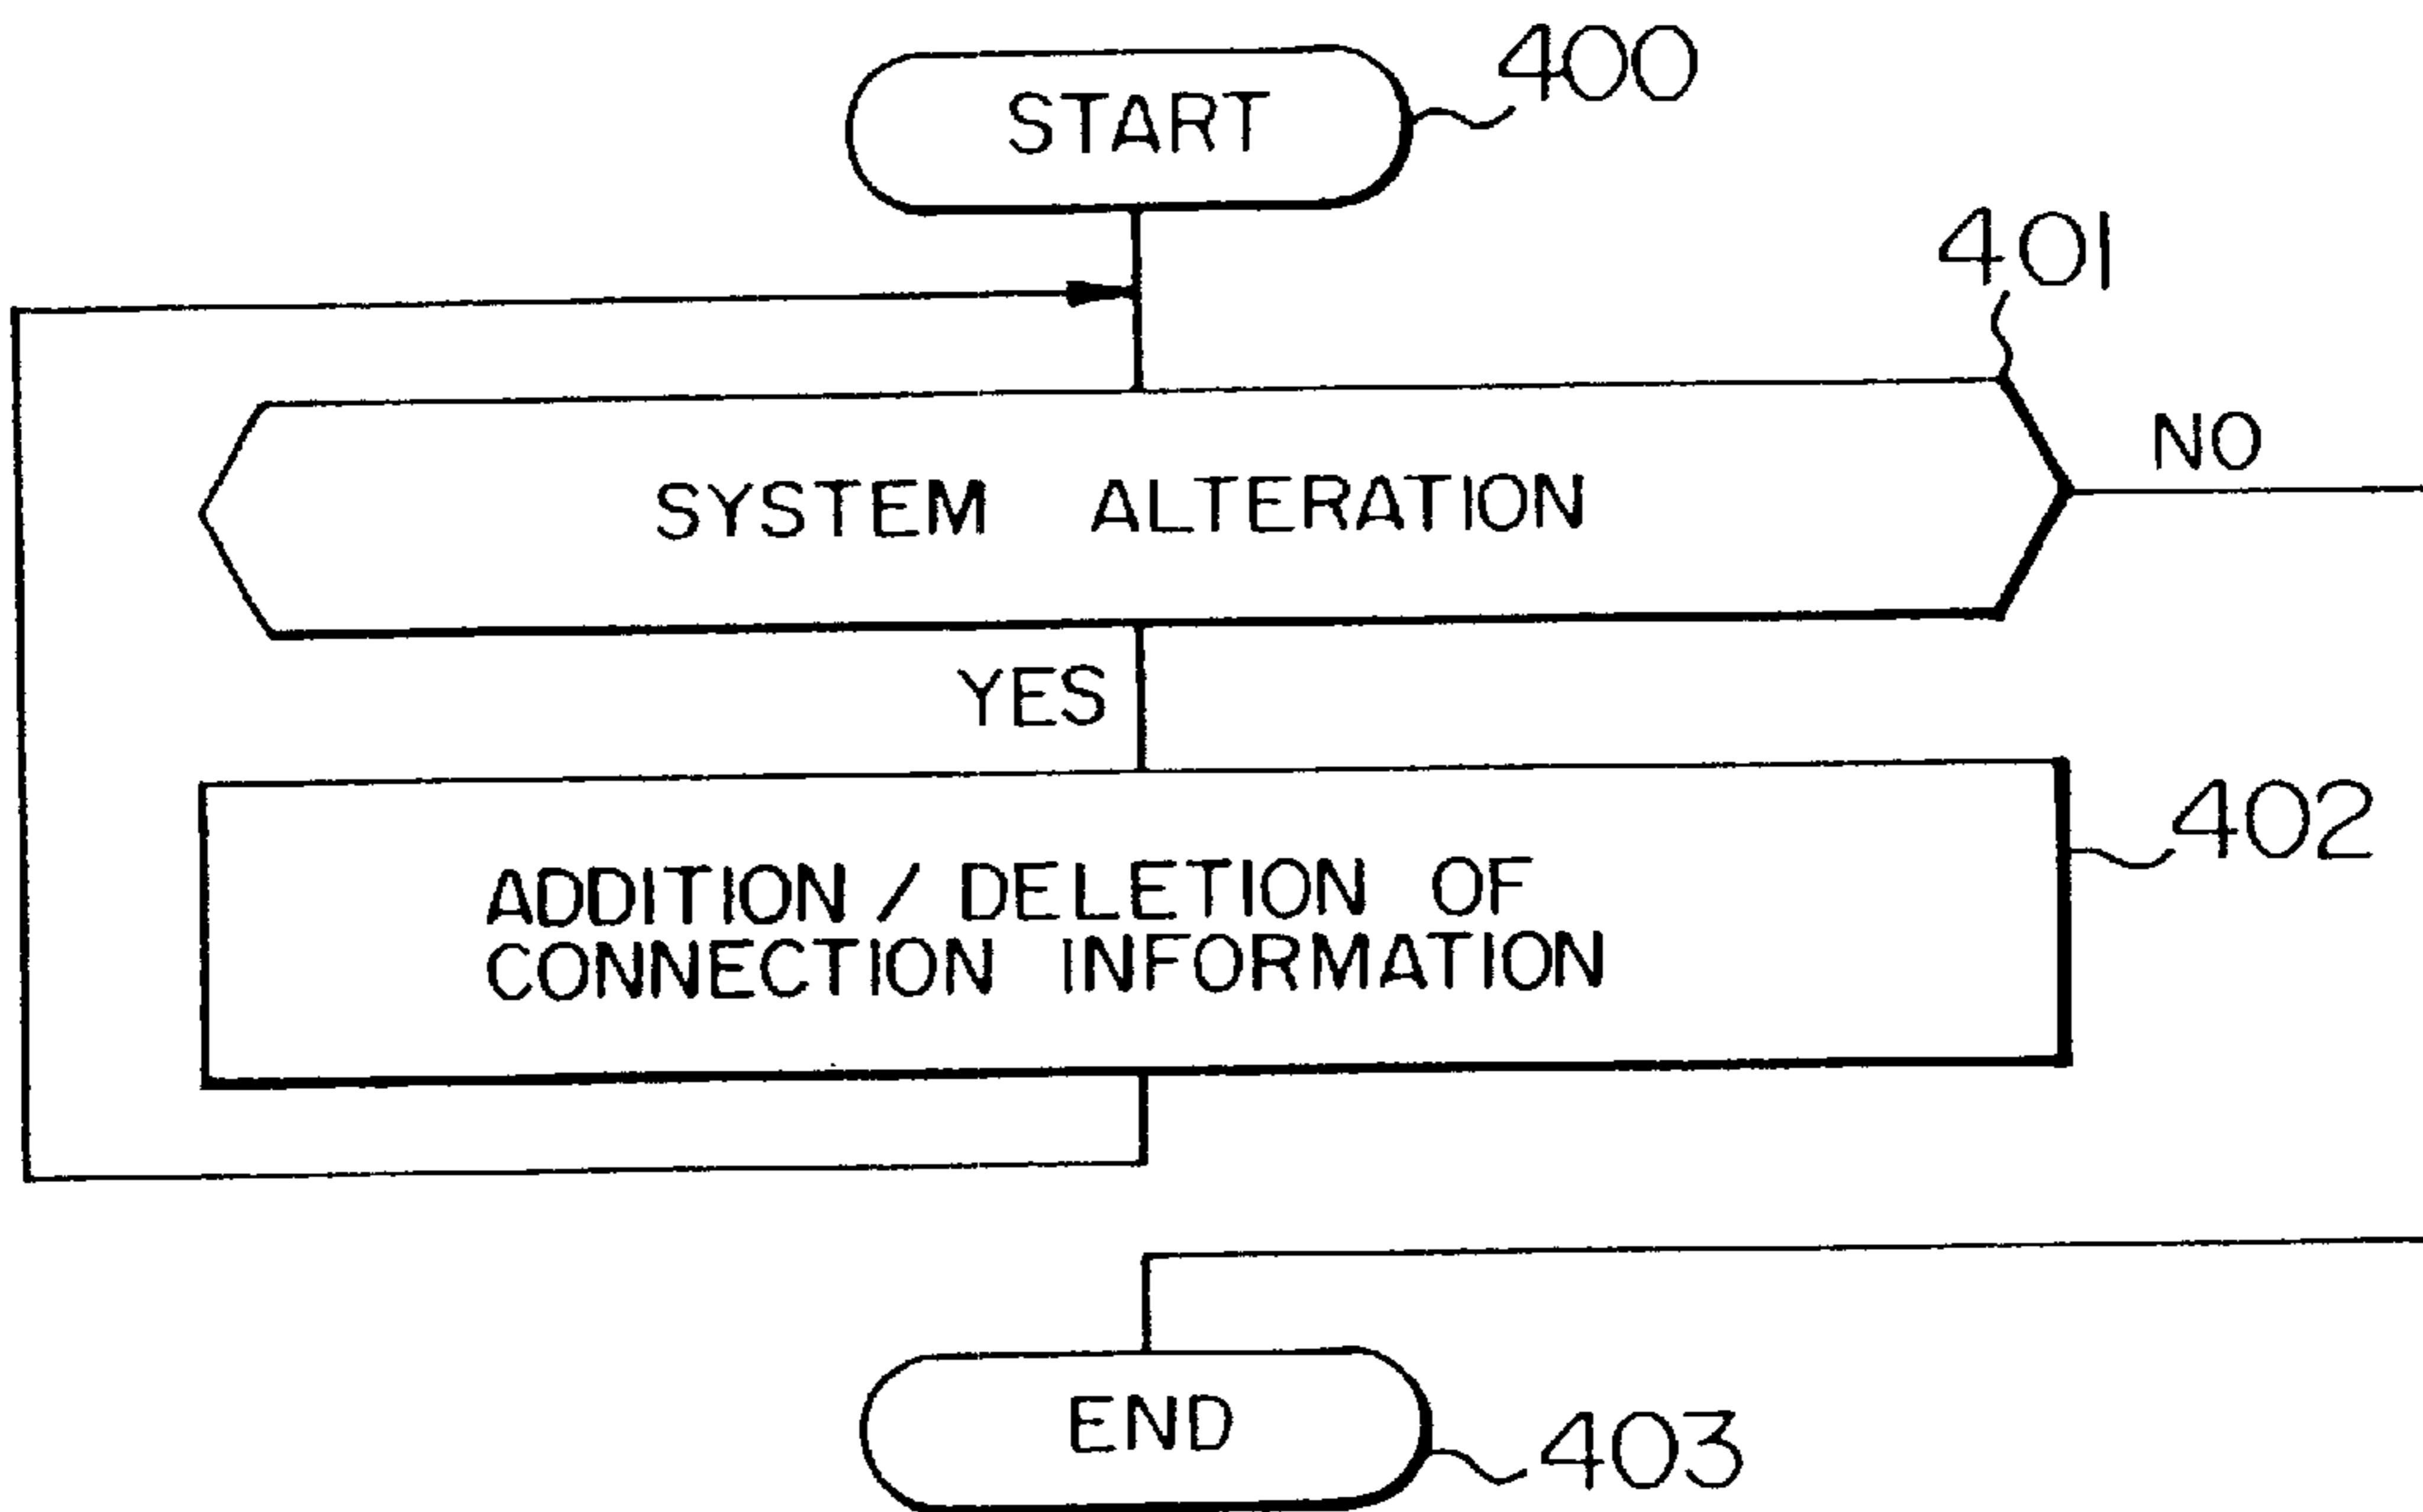 START
400
401
SYSTEM ALTERATION
NO
YES
ADDITION / DELETION OF
CONNECTION INFORMATION
402
END
403